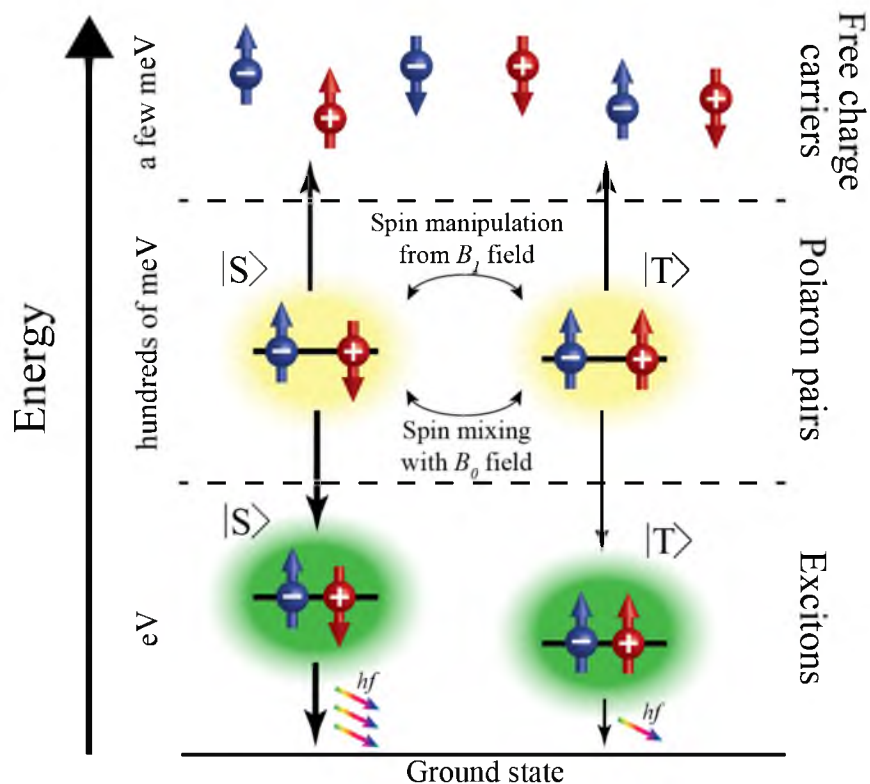 Energy
a few meV
hundreds of meV
eV
Free charge
carriers
Polaron pairs
Excitons
− + − + − +
Spin manipulation
from B₁ field
|S⟩ |T⟩
− + − +
Spin mixing
with B₀ field
|S⟩ |T⟩
− + − +
hf hf
Ground state